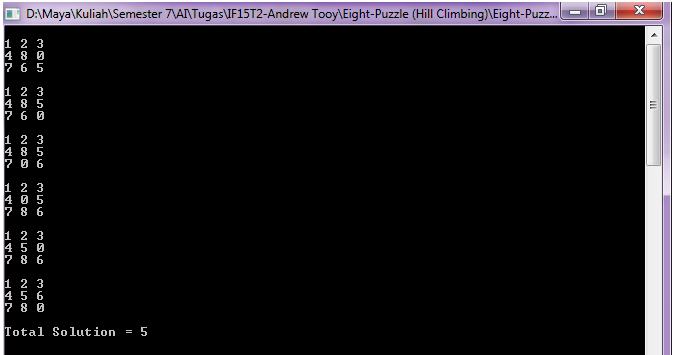 D:\Maya\Kuliah\Semester 7\AI\Tugas\IF15T2-Andrew Tooy\Eight-Puzzle (Hill Climbing)\Eight-Puzz...
1 2 3
4 8 0
7 6 5
1 2 3
4 8 5
7 6 0
1 2 3
4 8 5
7 0 6
1 2 3
4 0 5
7 8 6
1 2 3
4 5 0
7 8 6
1 2 3
4 5 6
7 8 0
Total Solution = 5